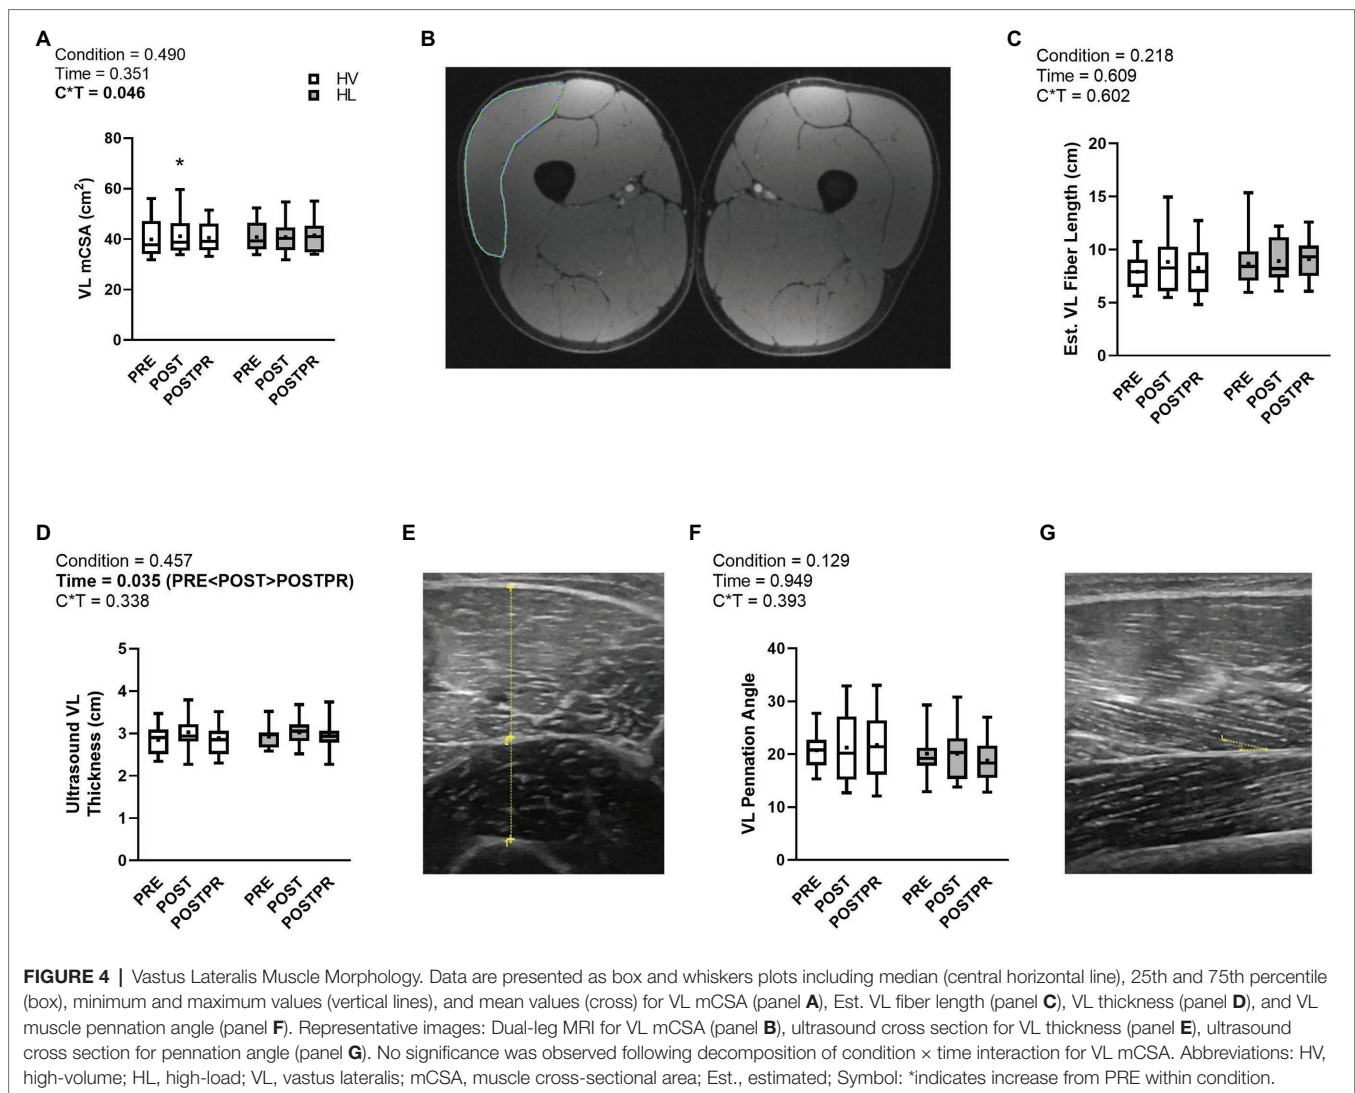 A
Condition = 0.490
Time = 0.351
C*T = 0.046
HV
HL
80
60
40
20
0
VL mCSA (cm2)
*
PRE
POST
POSTPR
PRE
POST
POSTPR
B
C
Condition = 0.218
Time = 0.609
C*T = 0.602
20
15
10
5
0
Est. VL Fiber Length (cm)
PRE
POST
POSTPR
PRE
POST
POSTPR
D
Condition = 0.457
Time = 0.035 (PRE<POST>POSTPR)
C*T = 0.338
5
4
3
2
1
0
Ultrasound VL
Thickness (cm)
PRE
POST
POSTPR
PRE
POST
POSTPR
E
F
Condition = 0.129
Time = 0.949
C*T = 0.393
40
30
20
10
0
VL Pennation Angle
PRE
POST
POSTPR
PRE
POST
POSTPR
G
FIGURE 4 | Vastus Lateralis Muscle Morphology. Data are presented as box and whiskers plots including median (central horizontal line), 25th and 75th percentile
(box), minimum and maximum values (vertical lines), and mean values (cross) for VL mCSA (panel A), Est. VL fiber length (panel C), VL thickness (panel D), and VL
muscle pennation angle (panel F). Representative images: Dual-leg MRI for VL mCSA (panel B), ultrasound cross section for VL thickness (panel E), ultrasound
cross section for pennation angle (panel G). No significance was observed following decomposition of condition × time interaction for VL mCSA. Abbreviations: HV,
high-volume; HL, high-load; VL, vastus lateralis; mCSA, muscle cross-sectional area; Est., estimated; Symbol: *indicates increase from PRE within condition.